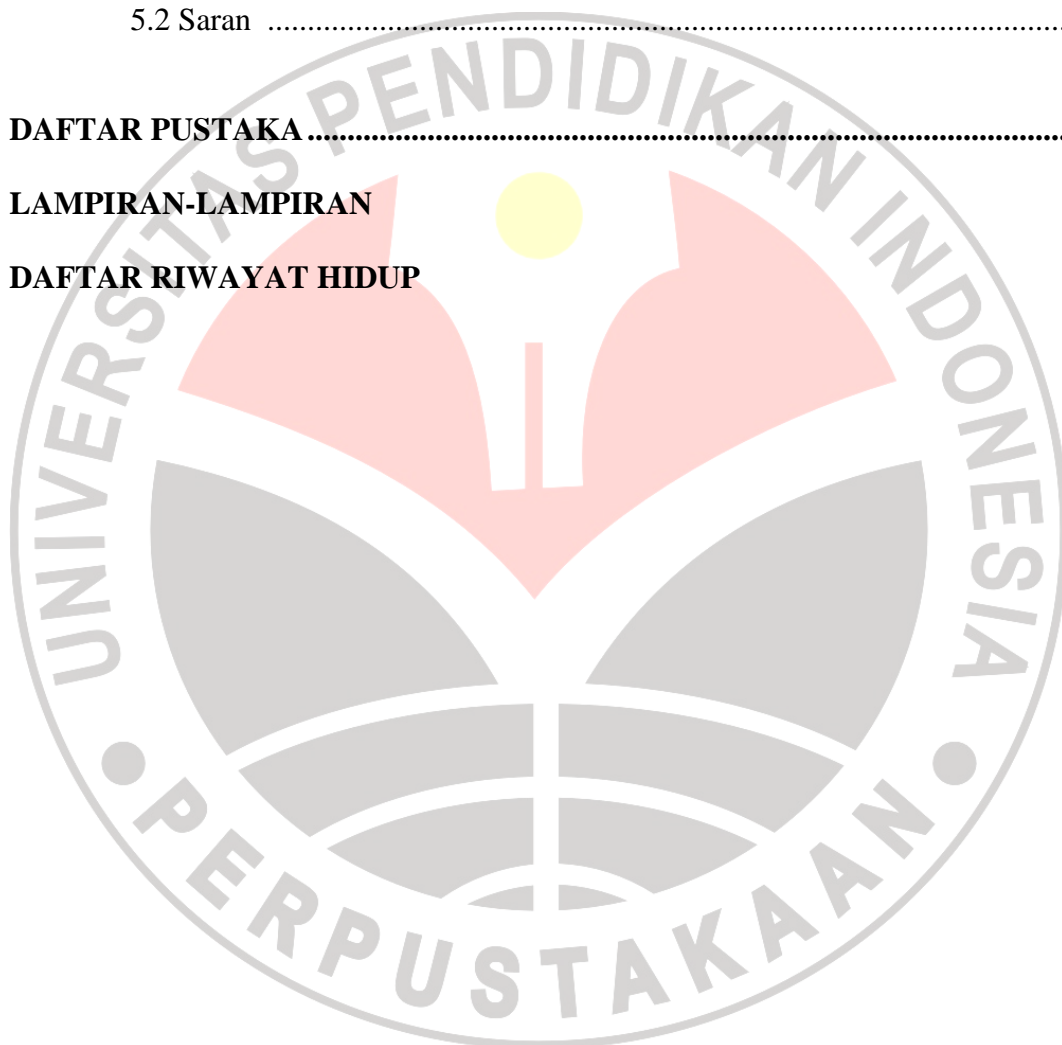 5.2 Saran ........................................................................................
DAFTAR PUSTAKA ........................................................................................
LAMPIRAN-LAMPIRAN
DAFTAR RIWAYAT HIDUP
UNIVERSITAS PENDIDIKAN INDONESIA
PERPUSTAKAAN